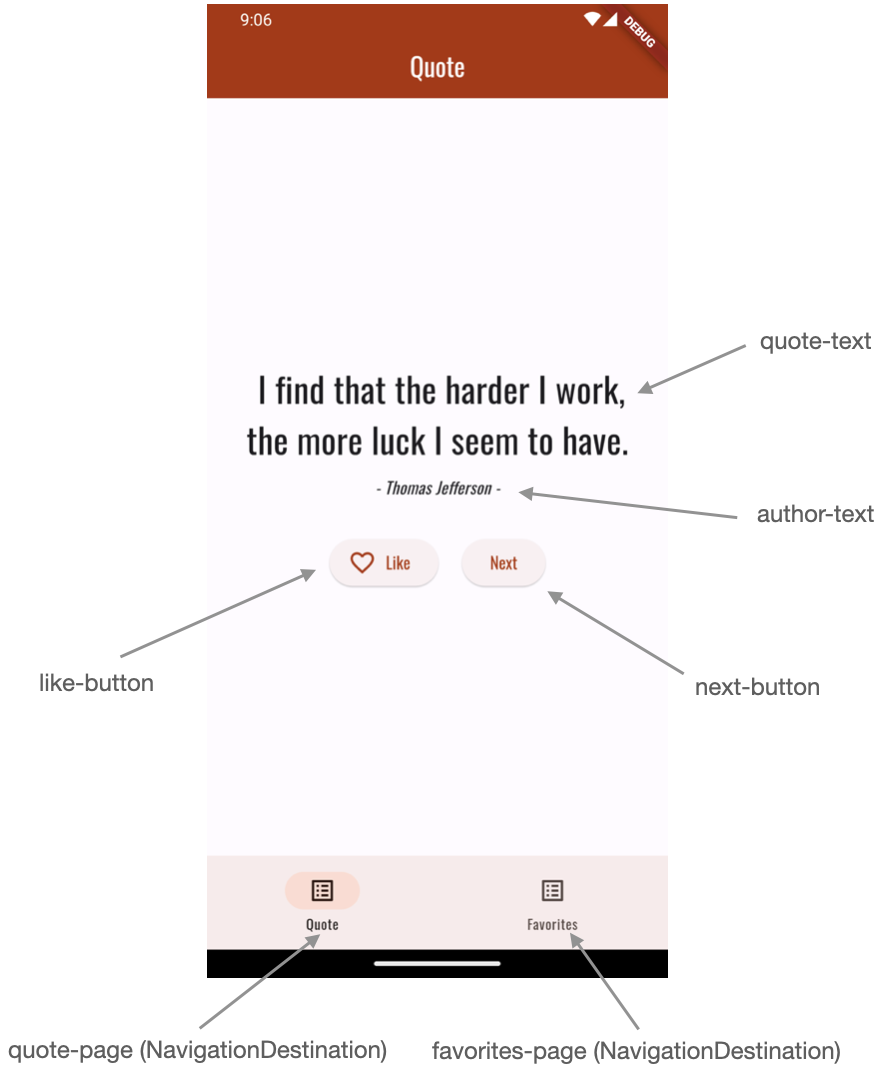 9:06
DEBUG
Quote
quote-text
I find that the harder I work,
the more luck I seem to have.
- Thomas Jefferson -
author-text
Like
Next
like-button
next-button
Quote
Favorites
quote-page (NavigationDestination)
favorites-page (NavigationDestination)